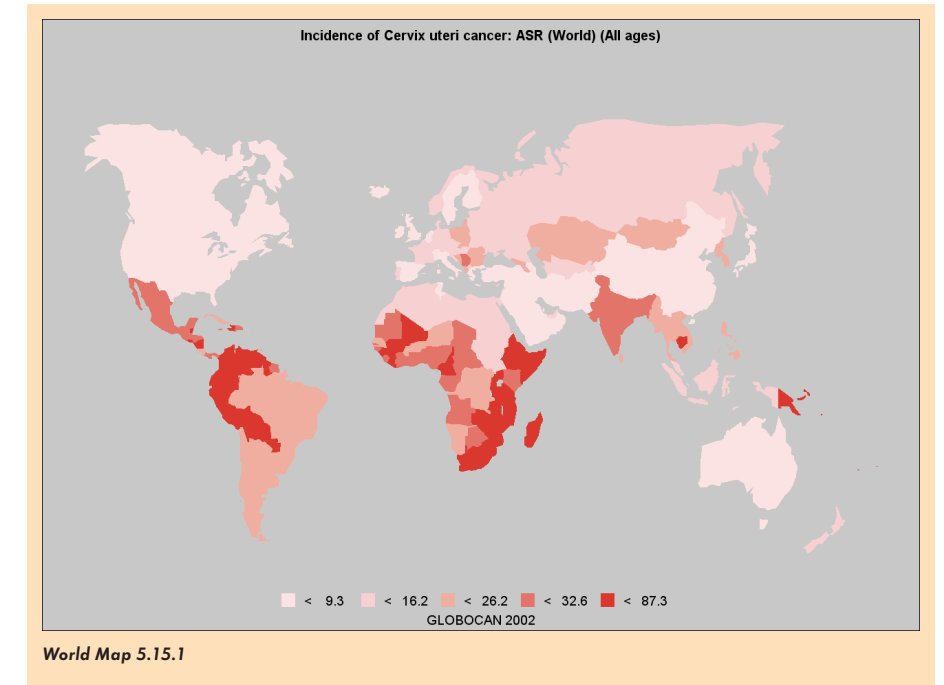 Incidence of Cervix uteri cancer: ASR (World) (All ages)
< 9.3 < 16.2 < 26.2 < 32.6 < 87.3
GLOBOCAN 2002
World Map 5.15.1